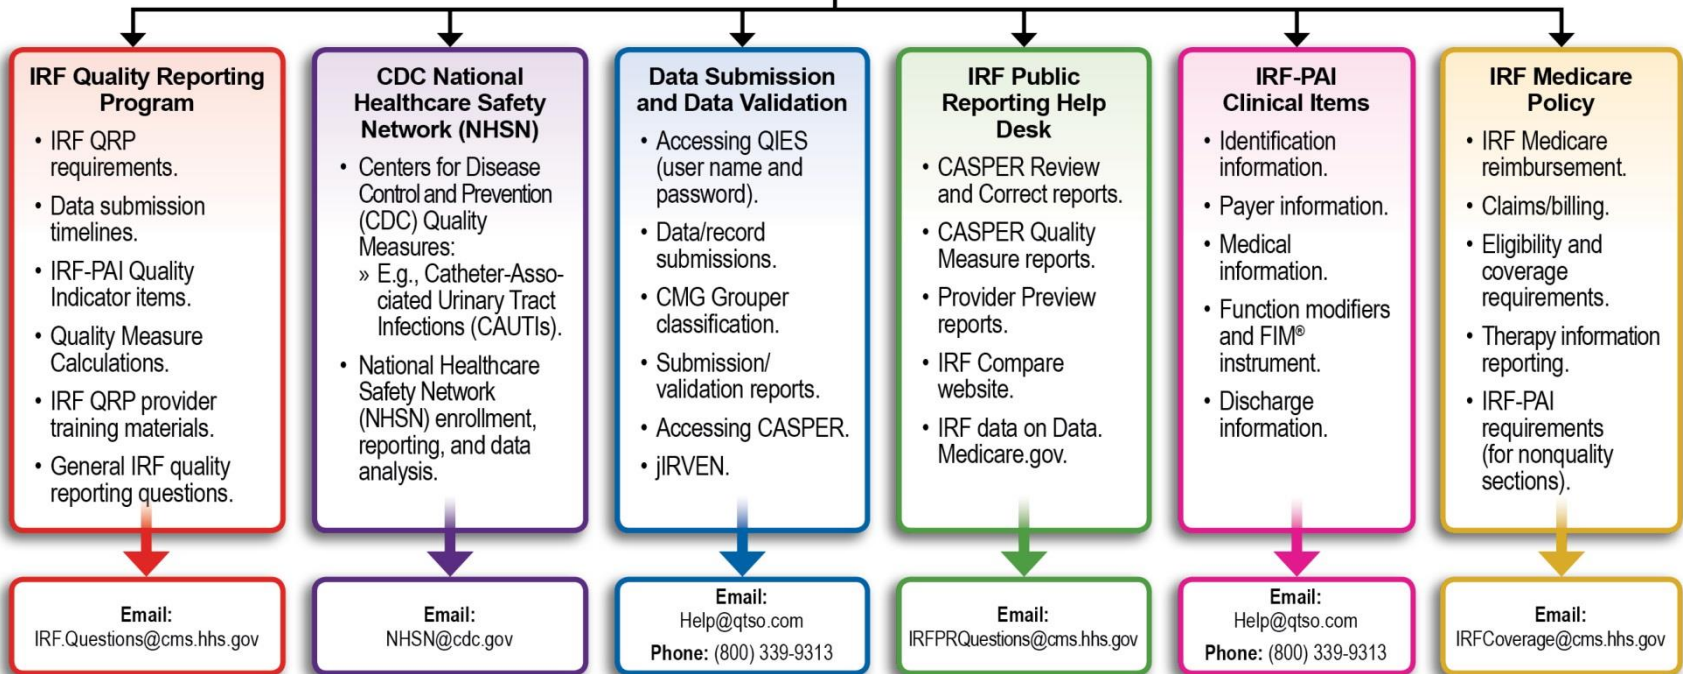 IRF Quality Reporting
Program
• IRF QRP
requirements.
• Data submission
timelines.
• IRF-PAI Quality
Indicator items.
• Quality Measure
Calculations.
• IRF QRP provider
training materials.
• General IRF quality
reporting questions.
Email:
IRF.Questions@cms.hhs.gov
CDC National
Healthcare Safety
Network (NHSN)
• Centers for Disease
Control and Prevention
(CDC) Quality
Measures:
» E.g., Catheter-Asso-
ciated Urinary Tract
Infections (CAUTIs).
• National Healthcare
Safety Network
(NHSN) enrollment,
reporting, and data
analysis.
Email:
NHSN@cdc.gov
Data Submission
and Data Validation
• Accessing QIES
(user name and
password).
• Data/record
submissions.
• CMG Grouper
classification.
• Submission/
validation reports.
• Accessing CASPER.
• jIRVEN.
Email:
Help@qtso.com
Phone: (800) 339-9313
IRF Public
Reporting Help
Desk
• CASPER Review
and Correct reports.
• CASPER Quality
Measure reports.
• Provider Preview
reports.
• IRF Compare
website.
• IRF data on Data.
Medicare.gov.
Email:
IRFPRQuestions@cms.hhs.gov
IRF-PAI
Clinical Items
• Identification
information.
• Payer information.
• Medical
information.
• Function modifiers
and FIM®
instrument.
• Discharge
information.
Email:
Help@qtso.com
Phone: (800) 339-9313
IRF Medicare
Policy
• IRF Medicare
reimbursement.
• Claims/billing.
• Eligibility and
coverage
requirements.
• Therapy information
reporting.
• IRF-PAI
requirements
(for nonquality
sections).
Email:
IRFCoverage@cms.hhs.gov